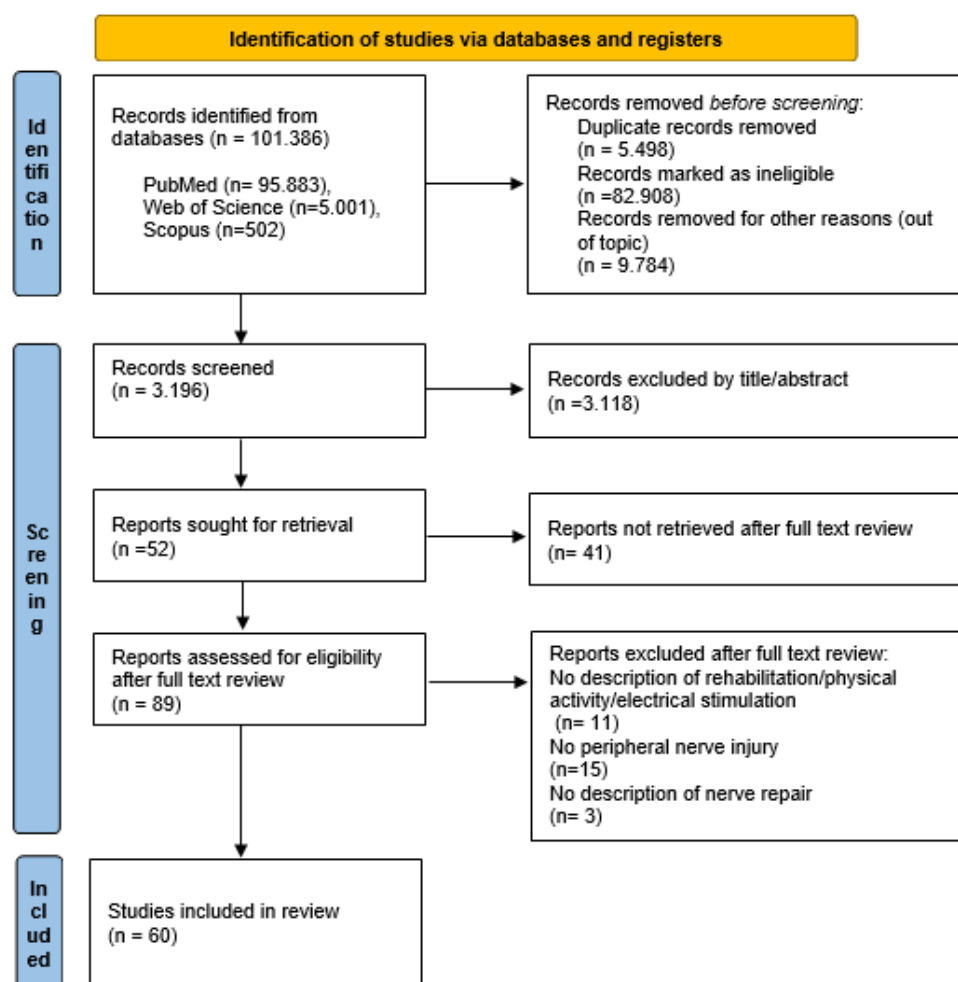 Identification of studies via databases and registers
Id
en
tifi
ca
tio
n
Records identified from
databases (n = 101.386)
PubMed (n= 95.883),
Web of Science (n=5.001),
Scopus (n=502)
Records removed before screening:
Duplicate records removed
(n = 5.498)
Records marked as ineligible
(n =82.908)
Records removed for other reasons (out
of topic)
(n = 9.784)
Sc
re
en
in
g
Records screened
(n = 3.196)
Records excluded by title/abstract
(n =3.118)
Reports sought for retrieval
(n =52)
Reports not retrieved after full text review
(n= 41)
Reports assessed for eligibility
after full text review
(n = 89)
Reports excluded after full text review:
No description of rehabilitation/physical
activity/electrical stimulation
(n= 11)
No peripheral nerve injury
(n=15)
No description of nerve repair
(n= 3)
In
cl
ud
ed
Studies included in review
(n = 60)